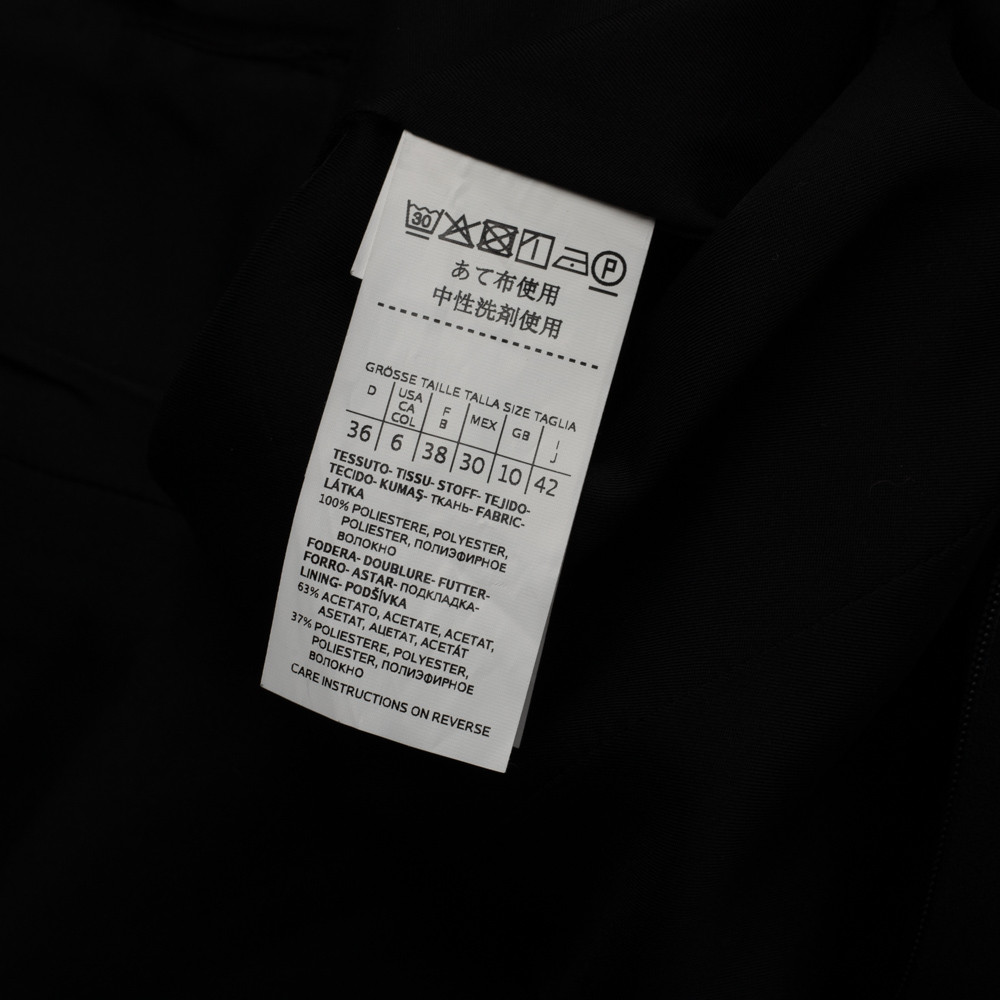 30 P
あて布使用
中性洗剤使用
GRÖSSE TAILLE TALLA SIZE TAGLIA
D USA CA COL F B MEX GB I J
36 6 38 30 10 42
TESSUTO- TISSU- STOFF- TEJIDO-
TECIDO- KUMAŞ- ТКАНЬ- FABRIC-
LÁTKA
100% POLIESTERE, POLYESTER,
POLIESTER, ПОЛИЭФИРНОЕ
ВОЛОКНО
FODERA- DOUBLURE- FUTTER-
FORRO- ASTAR- ПОДКЛАДКА-
LINING- PODŠÍVKA
63% ACETATO, ACETATE, ACETAT,
ASETAT, АЦЕТАТ, ACETÁT
37% POLIESTERE, POLYESTER,
POLIESTER, ПОЛИЭФИРНОЕ
ВОЛОКНО
CARE INSTRUCTIONS ON REVERSE